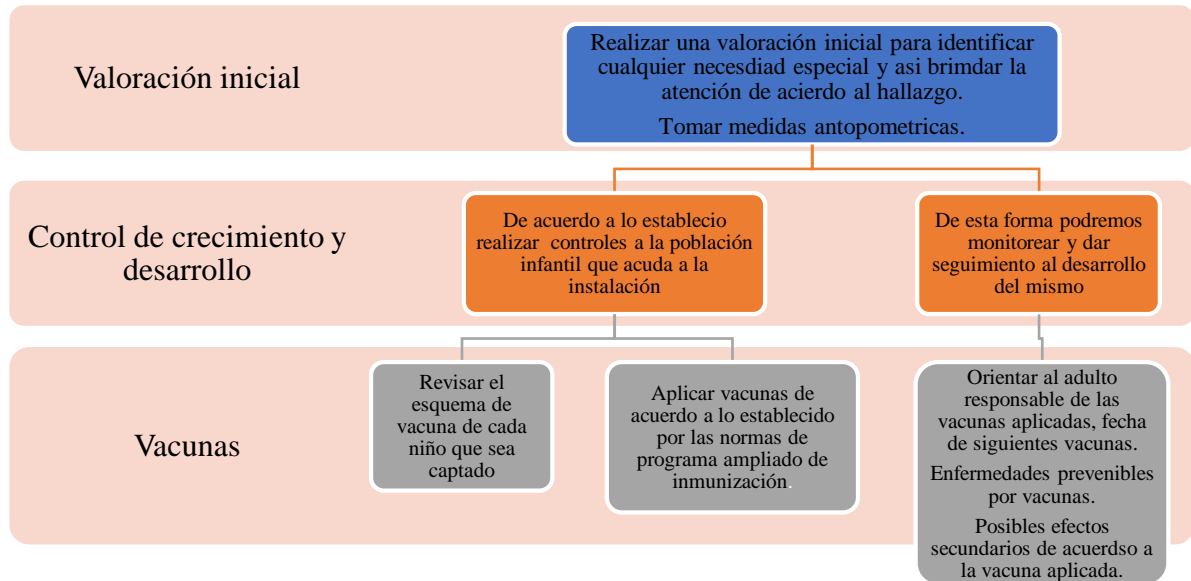 Valoración inicial
Realizar una valoración inicial para identificar
cualquier necesdiad especial y asi brimdar la
atención de acierdo al hallazgo.
Tomar medidas antopometricas.
Control de crecimiento y
desarrollo
De acuerdo a lo establecio
realizar controles a la población
infantil que acuda a la
instalación
De esta forma podremos
monitorear y dar
seguimiento al desarrollo
del mismo
Vacunas
Revisar el
esquema de
vacuna de cada
niño que sea
captado
Aplicar vacunas de
acuerdo a lo establecido
por las normas de
programa ampliado de
inmunización.
Orientar al adulto
responsable de las
vacunas aplicadas, fecha
de siguientes vacunas.
Enfermedades prevenibles
por vacunas.
Posibles efectos
secundarios de acuerdso a
la vacuna aplicada.